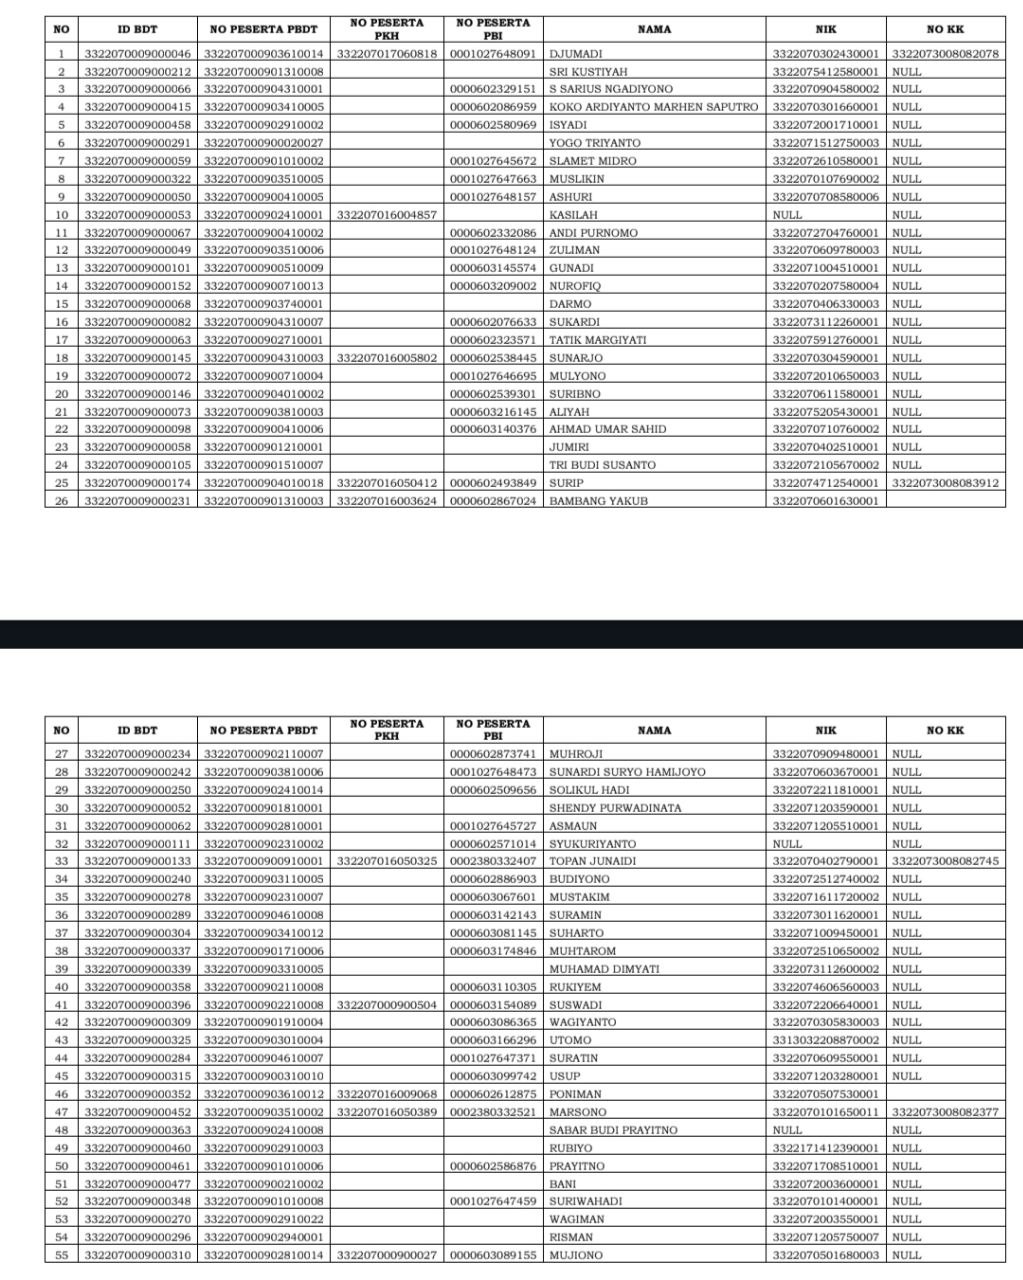 NO ID BDT NO PESERTA PBDT NO PESERTA PKH NO PESERTA PBI NAMA NIK NO KK
1 3322070009000046 332207000903610014 332207017060818 0001027648091 DJUMADI 3322070302430001 3322073008082078
2 3322070009000212 332207000901310008 SRI KUSTIYAH 3322075412580001 NULL
3 3322070009000066 332207000904310001 0000602329151 S SARIUS NGADIYONO 3322070904580002 NULL
4 3322070009000415 332207000903410005 0000602086959 KOKO ARDIYANTO MARHEN SAPUTRO 3322070301660001 NULL
5 3322070009000458 332207000902910002 0000602580969 ISYADI 3322072001710001 NULL
6 3322070009000291 332207000900020027 YOGO TRIYANTO 3322071512750003 NULL
7 3322070009000059 332207000901010002 0001027645672 SLAMET MIDRO 3322072610580001 NULL
8 3322070009000322 332207000903510005 0001027647663 MUSLIKIN 3322070107690002 NULL
9 3322070009000050 332207000900410005 0001027648157 ASHURI 3322070708580006 NULL
10 3322070009000053 332207000902410001 332207016004857 KASILAH NULL NULL
11 3322070009000067 332207000900410002 0000602332086 ANDI PURNOMO 3322072704760001 NULL
12 3322070009000049 332207000903510006 0001027648124 ZULIMAN 3322070609780003 NULL
13 3322070009000101 332207000900510009 0000603145574 GUNADI 3322071004510001 NULL
14 3322070009000152 332207000900710013 0000603209002 NUROFIQ 3322070207580004 NULL
15 3322070009000068 332207000903740001 DARMO 3322070406330003 NULL
16 3322070009000082 332207000904310007 0000602076633 SUKARDI 3322073112260001 NULL
17 3322070009000063 332207000902710001 0000602323571 TATIK MARGIYATI 3322075912760001 NULL
18 3322070009000145 332207000904310003 332207016005802 0000602538445 SUNARJO 3322070304590001 NULL
19 3322070009000072 332207000900710004 0001027646695 MULYONO 3322072010650003 NULL
20 3322070009000146 332207000904010002 0000602539301 SURIBNO 3322070611580001 NULL
21 3322070009000073 332207000903810003 0000603216145 ALIYAH 3322075205430001 NULL
22 3322070009000098 332207000900410006 0000603140376 AHMAD UMAR SAHID 3322070710760002 NULL
23 3322070009000058 332207000901210001 JUMIRI 3322070402510001 NULL
24 3322070009000105 332207000901510007 TRI BUDI SUSANTO 3322072105670002 NULL
25 3322070009000174 332207000904010018 332207016050412 0000602493849 SURIP 3322074712540001 3322073008083912
26 3322070009000231 332207000901310003 332207016003624 0000602867024 BAMBANG YAKUB 3322070601630001
NO ID BDT NO PESERTA PBDT NO PESERTA PKH NO PESERTA PBI NAMA NIK NO KK
27 3322070009000234 332207000902110007 0000602873741 MUHROJI 3322070909480001 NULL
28 3322070009000242 332207000903810006 0001027648473 SUNARDI SURYO HAMIJOYO 3322070603670001 NULL
29 3322070009000250 332207000902410014 0000602509656 SOLIKUL HADI 3322072211810001 NULL
30 3322070009000052 332207000901810001 SHENDY PURWADINATA 3322071203590001 NULL
31 3322070009000062 332207000902810001 0001027645727 ASMAUN 3322071205510001 NULL
32 3322070009000111 332207000902310002 0000602571014 SYUKURIYANTO NULL NULL
33 3322070009000133 332207000900910001 332207016050325 0002380332407 TOPAN JUNAIDI 3322070402790001 3322073008082745
34 3322070009000240 332207000903110005 0000602886903 BUDIYONO 3322072512740002 NULL
35 3322070009000278 332207000902310007 0000603067601 MUSTAKIM 3322071611720002 NULL
36 3322070009000289 332207000904610008 0000603142143 SURAMIN 3322073011620001 NULL
37 3322070009000304 332207000903410012 0000603081145 SUHARTO 3322071009450001 NULL
38 3322070009000337 332207000901710006 0000603174846 MUHTAROM 3322072510650002 NULL
39 3322070009000339 332207000903310005 MUHAMAD DIMYATI 3322073112600002 NULL
40 3322070009000358 332207000902110008 0000603110305 RUKIYEM 3322074606560003 NULL
41 3322070009000396 332207000902210008 332207000900504 0000603154089 SUSWADI 3322072206640001 NULL
42 3322070009000309 332207000901910004 0000603086365 WAGIYANTO 3322070305830003 NULL
43 3322070009000325 332207000903010004 0000603166296 UTOMO 3313032208870002 NULL
44 3322070009000284 332207000904610007 0001027647371 SURATIN 3322070609550001 NULL
45 3322070009000315 332207000900310010 0000603099742 USUP 3322071203280001 NULL
46 3322070009000352 332207000903610012 332207016009068 0000602612875 PONIMAN 3322070507530001
47 3322070009000452 332207000903510002 332207016050389 0002380332521 MARSONO 3322070101650011 3322073008082377
48 3322070009000363 332207000902410008 SABAR BUDI PRAYITNO NULL NULL
49 3322070009000460 332207000902910003 RUBIYO 3322171412390001 NULL
50 3322070009000461 332207000901010006 0000602586876 PRAYITNO 3322071708510001 NULL
51 3322070009000477 332207000900210002 BANI 3322072003600001 NULL
52 3322070009000348 332207000901010008 0001027647459 SURIWAHADI 3322070101400001 NULL
53 3322070009000270 332207000902910022 WAGIMAN 3322072003550001 NULL
54 3322070009000296 332207000902940001 RISMAN 3322071205750007 NULL
55 3322070009000310 332207000902810014 332207000900027 0000603089155 MUJIONO 3322070501680003 NULL